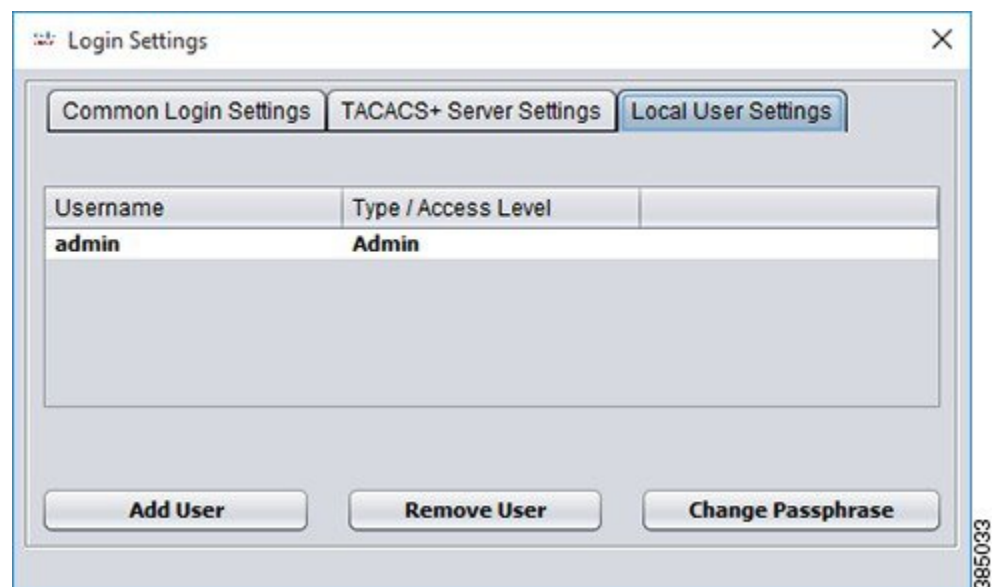 Login Settings
Common Login Settings TACACS+ Server Settings Local User Settings
Username Type / Access Level
admin Admin
Add User Remove User Change Passphrase
385033